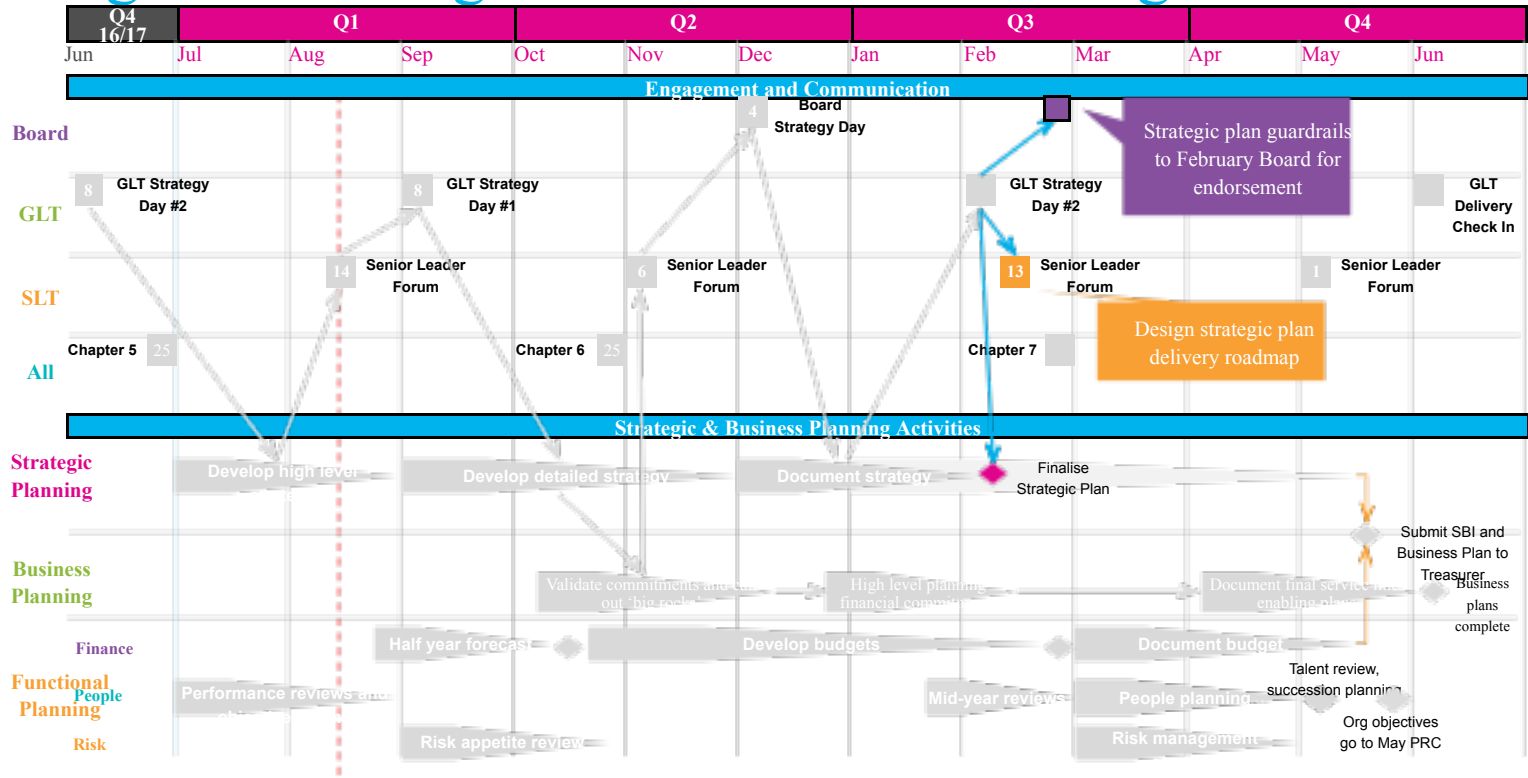 Q4
16/17
Q1
Q2
Q3
Q4
Jun
Jul
Aug
Sep
Oct
Nov
Dec
Jan
Feb
Mar
Apr
May
Jun
Engagement and Communication
Board
4
Board
Strategy Day
Strategic plan guardrails
to February Board for
endorsement
GLT
8
GLT Strategy
Day #2
8
GLT Strategy
Day #1
GLT Strategy
Day #2
GLT
Delivery
Check In
SLT
14
Senior Leader
Forum
6
Senior Leader
Forum
13
Senior Leader
Forum
1
Senior Leader
Forum
All
Chapter 5
25
Chapter 6
25
Chapter 7
Design strategic plan
delivery roadmap
Strategic & Business Planning Activities
Strategic
Planning
Develop high level
Develop detailed strategy
Document strategy
Finalise
Strategic Plan
Submit SBI and
Business Plan to
Treasurer
Business
Planning
Validate commitments and
out 'big rocks'
High level planning
financial
Document final service
enabling
Business
plans
complete
Finance
Half year forecast
Develop budgets
Document budget
Functional
Planning
People
Performance reviews and
Mid-year reviews
People planning
Talent review,
succession planning
Org objectives
go to May PRC
Risk
Risk appetite review
Risk management